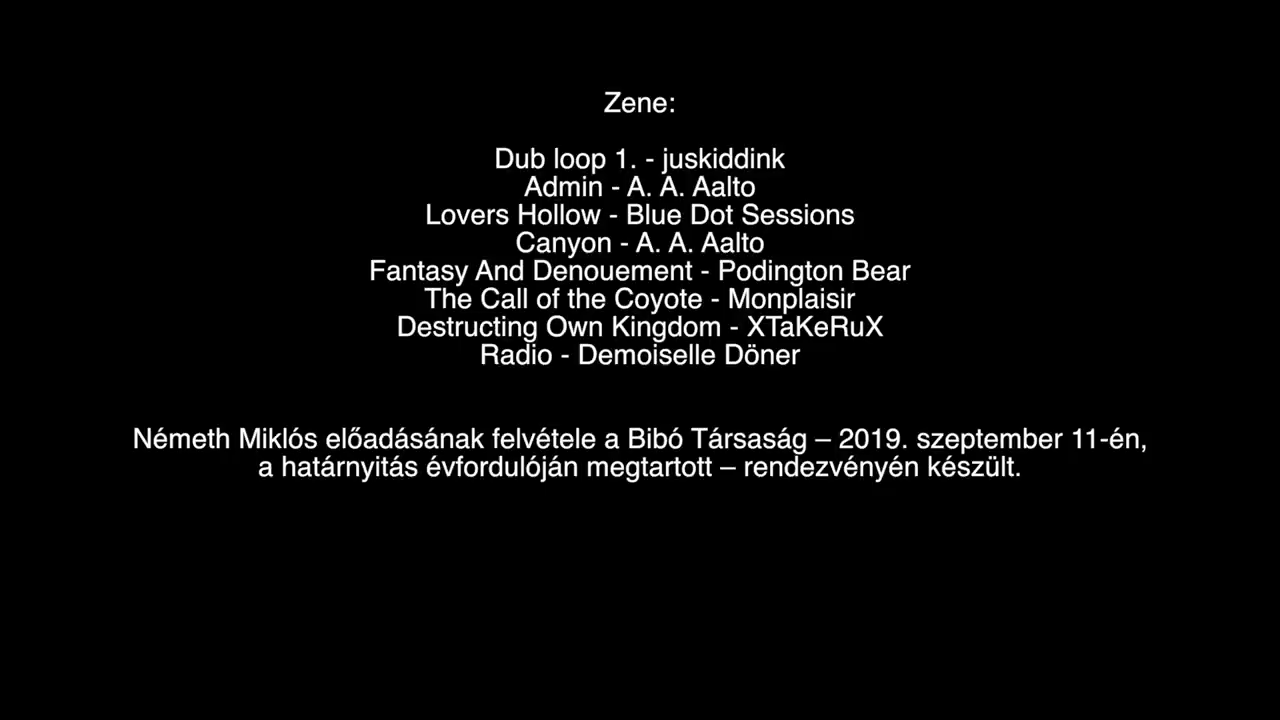 Zene:
Dub loop 1. - juskiddink
Admin - A. A. Aalto
Lovers Hollow - Blue Dot Sessions
Canyon - A. A. Aalto
Fantasy And Denouement - Podington Bear
The Call of the Coyote - Monplaisir
Destructing Own Kingdom - XTaKeRuX
Radio - Demoiselle Döner
Németh Miklós előadásának felvétele a Bibó Társaság – 2019. szeptember 11-én,
a határnyitás évfordulóján megtartott – rendezvényén készült.